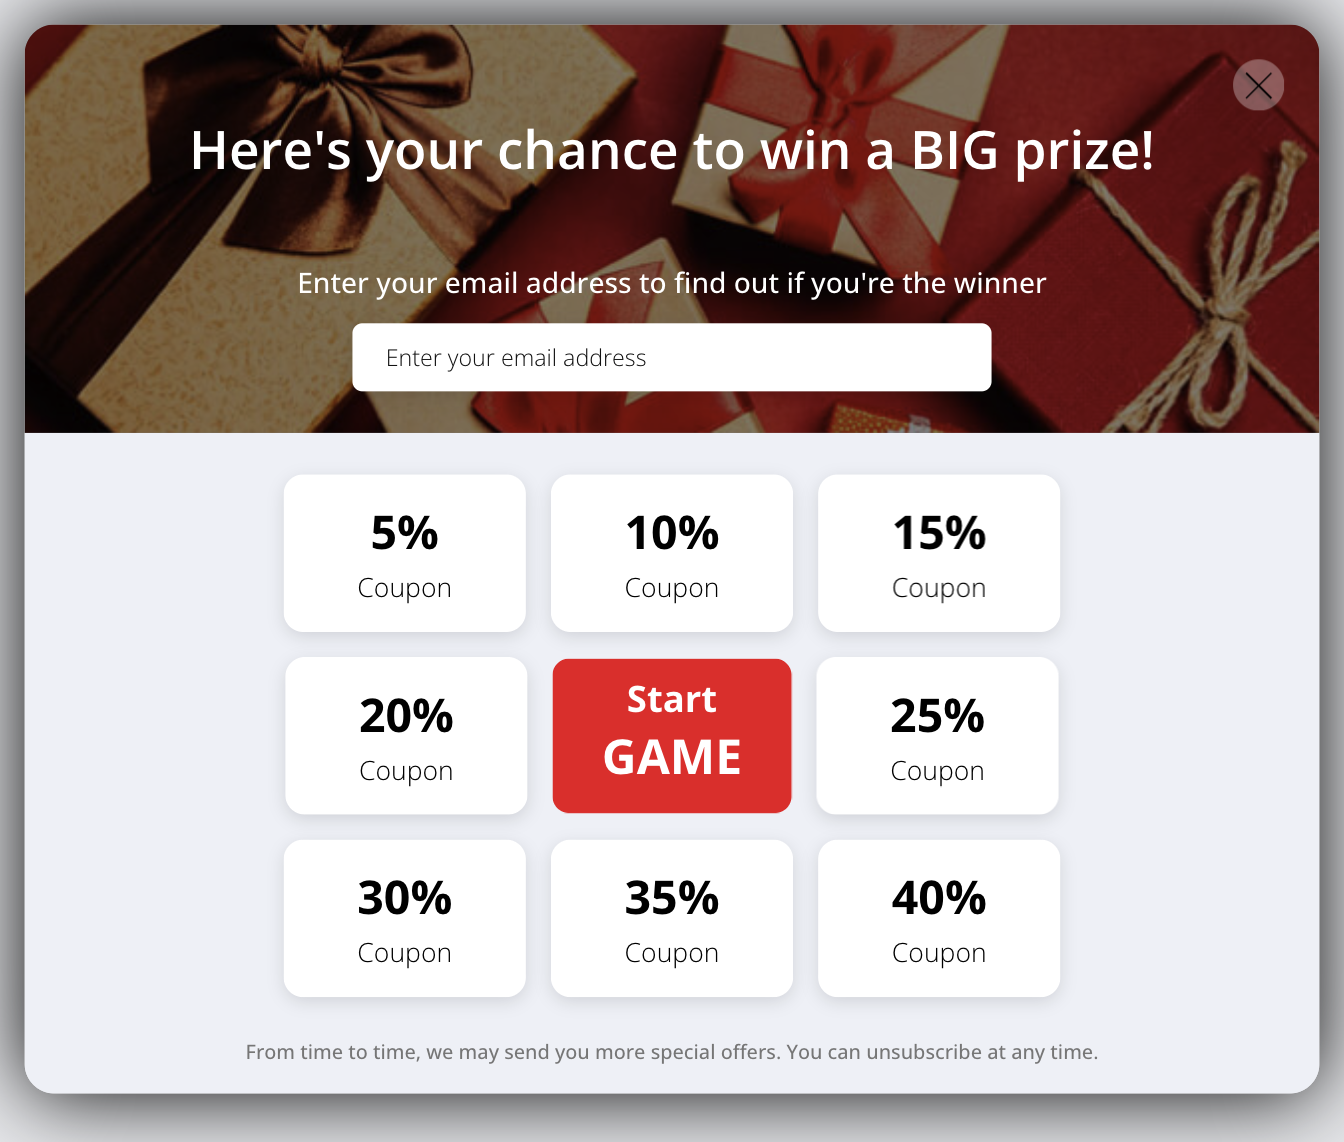 Here's your chance to win a BIG prize!
Enter your email address to find out if you're the winner
Enter your email address
5%
Coupon
10%
Coupon
15%
Coupon
20%
Coupon
Start
GAME
25%
Coupon
30%
Coupon
35%
Coupon
40%
Coupon
From time to time, we may send you more special offers. You can unsubscribe at any time.